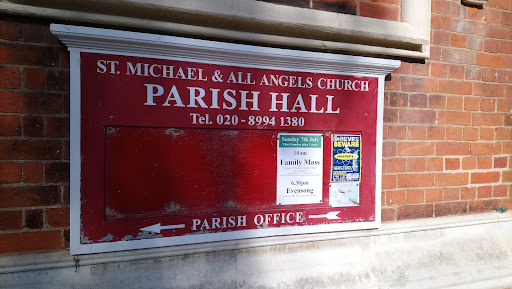 ST. MICHAEL & ALL ANGELS CHURCH
PARISH HALL
Tel. 020 - 8994 1380
Sunday 7th July
10am
Family Mass
6.30pm
Evensong
BEWARE
PARISH OFFICE